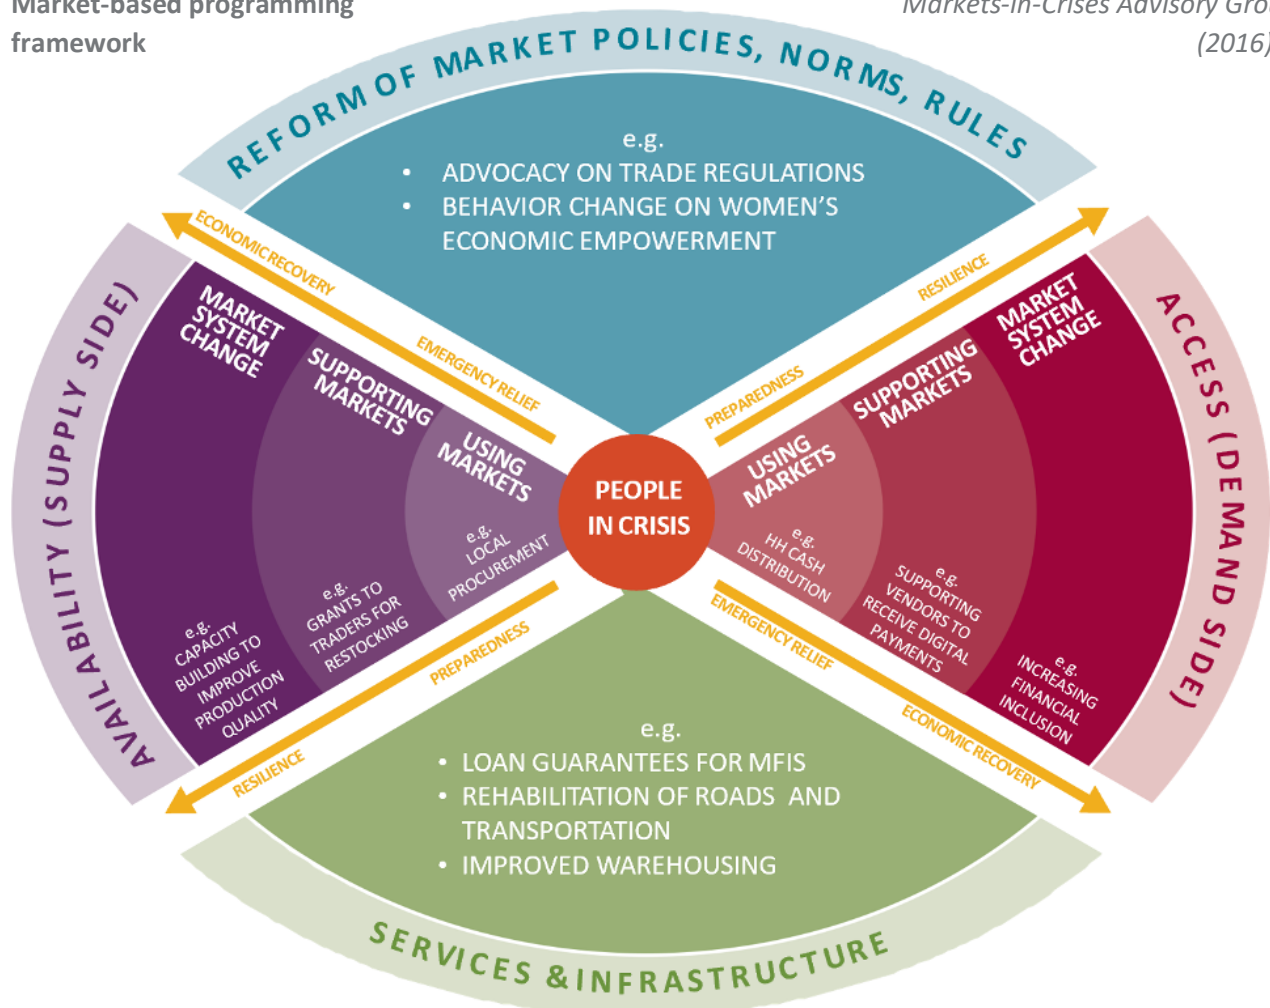 Market-based programming
framework
Markets-in-Crises Advisory
(2016)
REFORM OF MARKET POLICIES, NORMS, RULES
e.g.
• ADVOCACY ON TRADE REGULATIONS
• BEHAVIOR CHANGE ON WOMEN'S
ECONOMIC EMPOWERMENT
ECONOMIC RECOVERY
EMERGENCY RELIEF
RESILIENCE
PREPAREDNESS
AVAILABILITY (SUPPLY SIDE)
MARKET
SYSTEM
CHANGE
SUPPORTING
MARKETS
USING
MARKETS
e.g.
CAPACITY
BUILDING TO
IMPROVE
PRODUCTION
QUALITY
e.g.
GRANTS TO
TRADERS FOR
RESTOCKING
e.g.
LOCAL
PROCUREMENT
PEOPLE
IN CRISIS
USING
MARKETS
SUPPORTING
MARKETS
MARKET
SYSTEM
CHANGE
e.g.
HH CASH
DISTRIBUTION
e.g.
SUPPORTING
VENDORS TO
RECEIVE DIGITAL
PAYMENTS
e.g.
INCREASING
FINANCIAL
INCLUSION
ACCESS (DEMAND SIDE)
PREPAREDNESS
RESILIENCE
EMERGENCY RELIEF
ECONOMIC RECOVERY
e.g.
• LOAN GUARANTEES FOR MFIS
• REHABILITATION OF ROADS AND
TRANSPORTATION
• IMPROVED WAREHOUSING
SERVICES & INFRASTRUCTURE